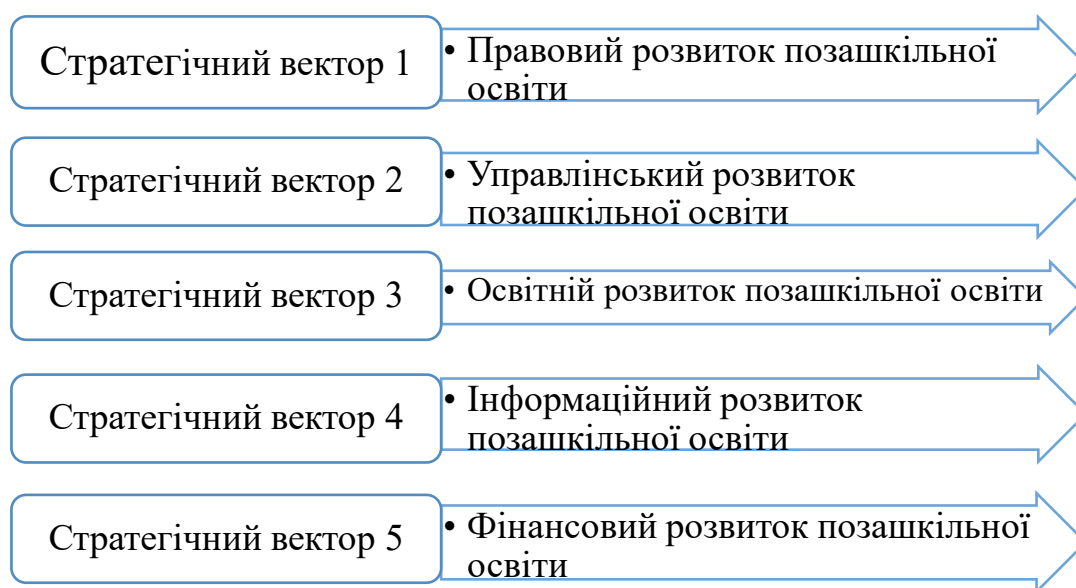 Стратегічний вектор 1
• Правовий розвиток позашкільної
освіти
Стратегічний вектор 2
• Управлінський розвиток
позашкільної освіти
Стратегічний вектор 3
• Освітній розвиток позашкільної освіти
Стратегічний вектор 4
• Інформаційний розвиток
позашкільної освіти
Стратегічний вектор 5
• Фінансовий розвиток позашкільної
освіти